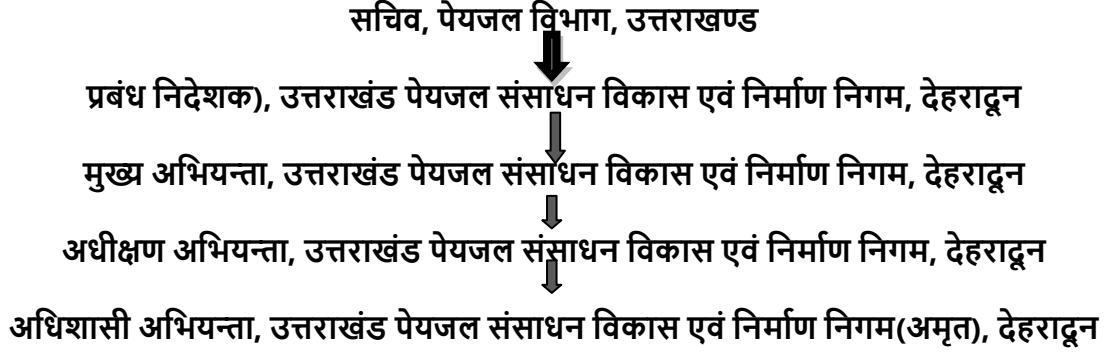 सचिव, पेयजल विभाग, उत्तराखण्ड
प्रबंध निदेशक), उत्तराखंड पेयजल संसाधन विकास एवं निर्माण निगम, देहरादून
मुख्य अभियन्ता, उत्तराखंड पेयजल संसाधन विकास एवं निर्माण निगम, देहरादून
अधीक्षण अभियन्ता, उत्तराखंड पेयजल संसाधन विकास एवं निर्माण निगम, देहरादून
अधिशासी अभियन्ता, उत्तराखंड पेयजल संसाधन विकास एवं निर्माण निगम(अमृत), देहरादून